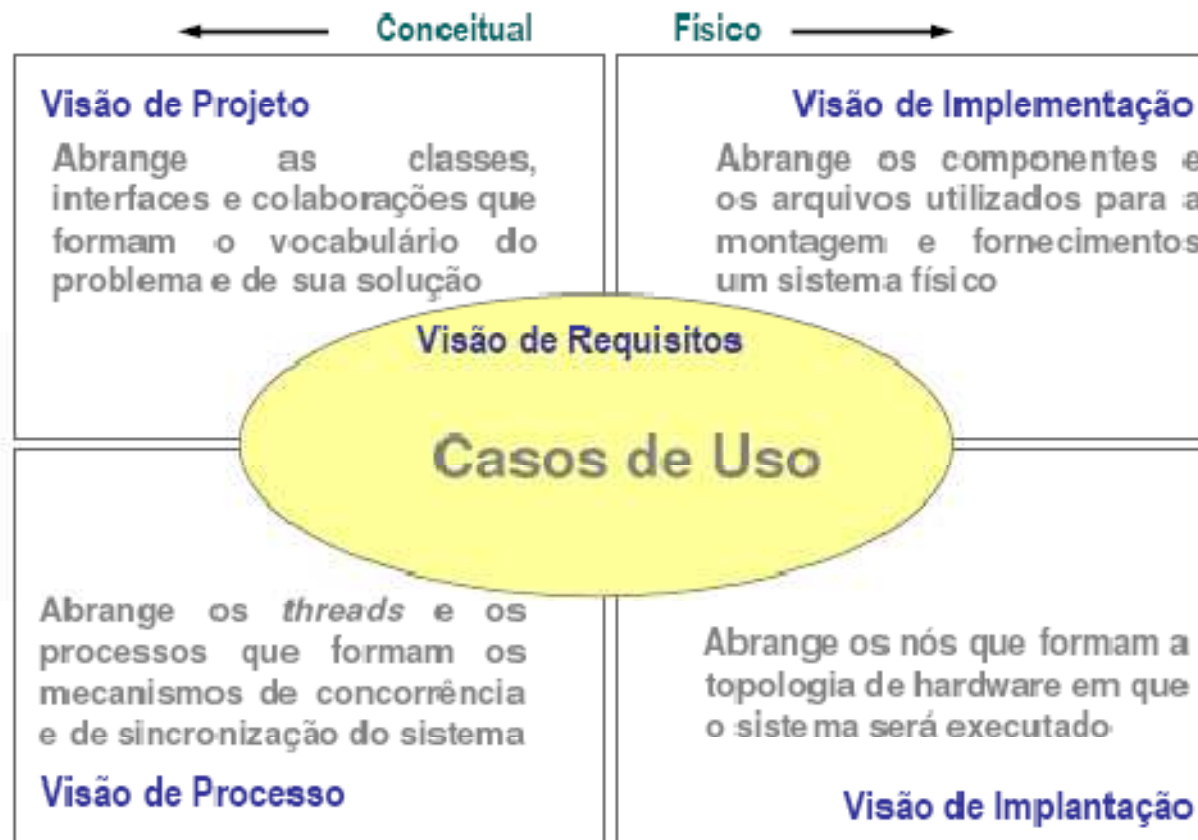 Conceitual Físico
Visão de Projeto
Abrange as classes,
interfaces e colaborações que
formam o vocabulário do
problema e de sua solução
Visão de Implementação
Abrange os componentes e
os arquivos utilizados para a
montagem e fornecimentos
um sistema físico
Visão de Requisitos
Casos de Uso
Abrange os threads e os
processos que formam os
mecanismos de concorrência
e de sincronização do sistema
Visão de Processo
Abrange os nós que formam a
topologia de hardware em que
o sistema será executado
Visão de Implantação